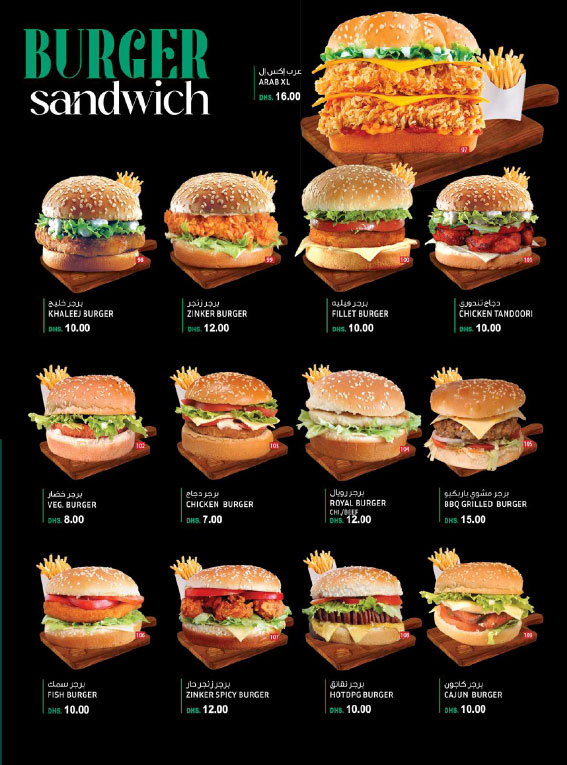 BURGER
sandwich
عرب إكس ال
ARAB XL
DHS. 16.00
97
98
99
100
101
برجر خليج
KHALEEJ BURGER
DHS. 10.00
برجر زنجر
ZINKER BURGER
DHS. 12.00
برجر فيليه
FILLET BURGER
DHS. 10.00
دجاج تندوري
CHICKEN TANDOORI
DHS. 10.00
102
103
104
105
برجر خضار
VEG. BURGER
DHS. 8.00
برجر دجاج
CHICKEN BURGER
DHS. 7.00
برجر رويال
ROYAL BURGER
CHI./BEEF
DHS. 12.00
برجر مشوي باربكيو
BBQ GRILLED BURGER
DHS. 15.00
106
107
108
109
برجر سمك
FISH BURGER
DHS. 10.00
برجر زنجر حار
ZINKER SPICY BURGER
DHS. 12.00
برجر نقانق
HOTDPG BURGER
DHS. 10.00
برجر كاجون
CAJUN BURGER
DHS. 10.00